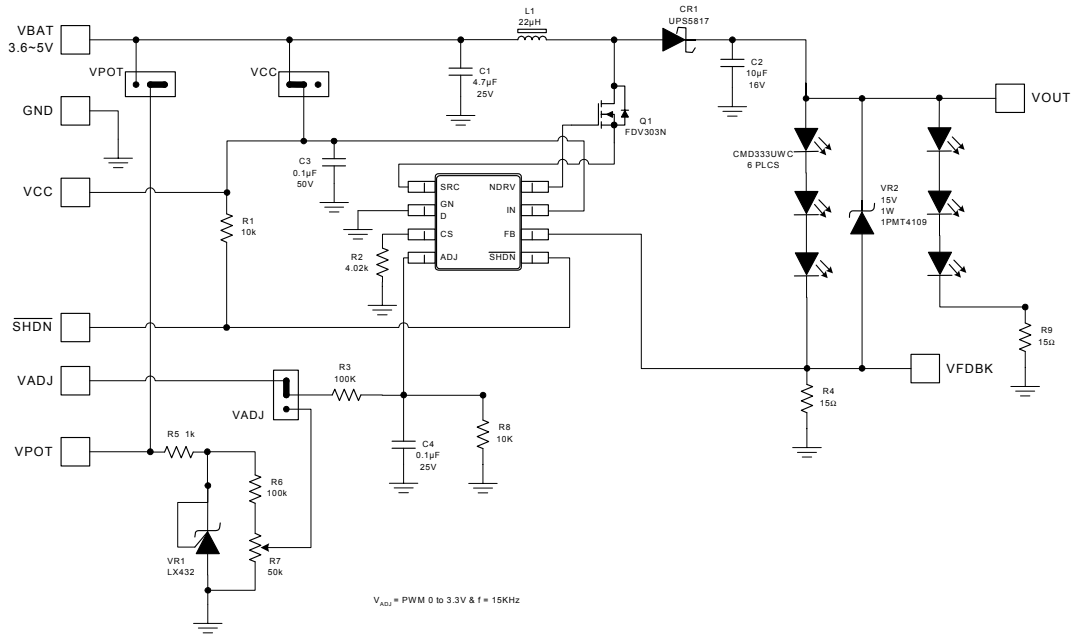 VBAT
3.6~5V
VPOT
VCC
GND
VCC
SHDN
VADJ
VPOT
L1
22µH
CR1
UPS5817
C1
4.7µF
25V
C2
10µF
16V
Q1
FDV303N
C3
0.1µF
50V
R1
10k
R2
4.02k
SRC
GN
D
CS
ADJ
NDRV
IN
FB
SHDN
CMD333UWC
6 PLCS
VR2
15V
1W
1PMT4109
VOUT
VFDBK
R9
15Ω
R4
15Ω
R3
100K
VADJ
R8
10K
C4
0.1µF
25V
R5 1k
R6
100k
R7
50k
VR1
LX432
VADJ = PWM 0 to 3.3V & f = 15KHz